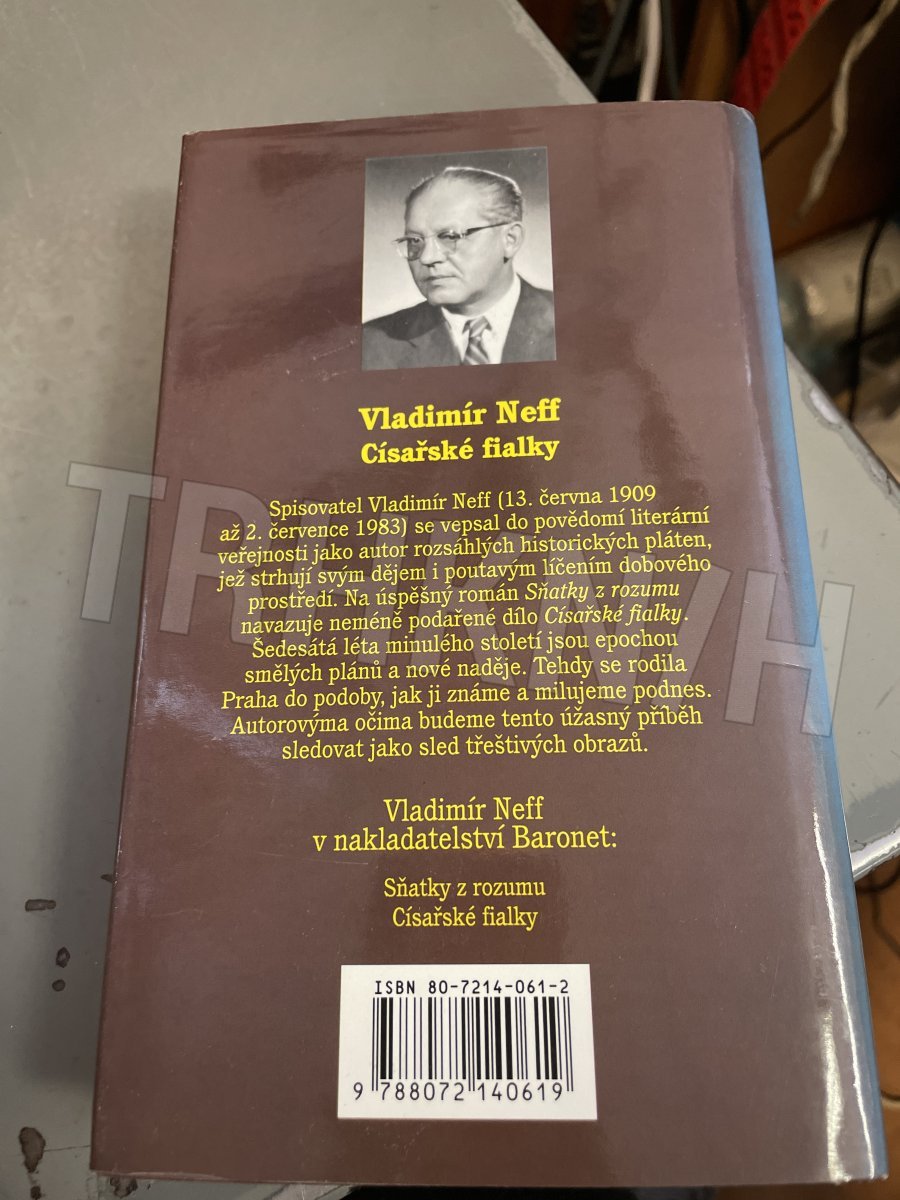 Vladimír Neff
Císařské fialky
Spisovatel Vladimír Neff (13. června 1909
až 2. července 1983) se vepsal do povědomí literární
veřejnosti jako autor rozsáhlých historických pláten,
jež strhují svým dějem i poutavým líčením dobového
prostředí. Na úspěšný román Sňatky z rozumu
navazuje neméně podařené dílo Císařské fialky.
Šedesátá léta minulého století jsou epochou
smělých plánů a nové naděje. Tehdy se rodila
Praha do podoby, jak ji známe a milujeme podnes.
Autorovýma očima budeme tento úžasný příběh
sledovat jako sled třeštivých obrazů.
Vladimír Neff
v nakladatelství Baronet:
Sňatky z rozumu
Císařské fialky
ISBN 80-7214-061-2
9 788072 140619